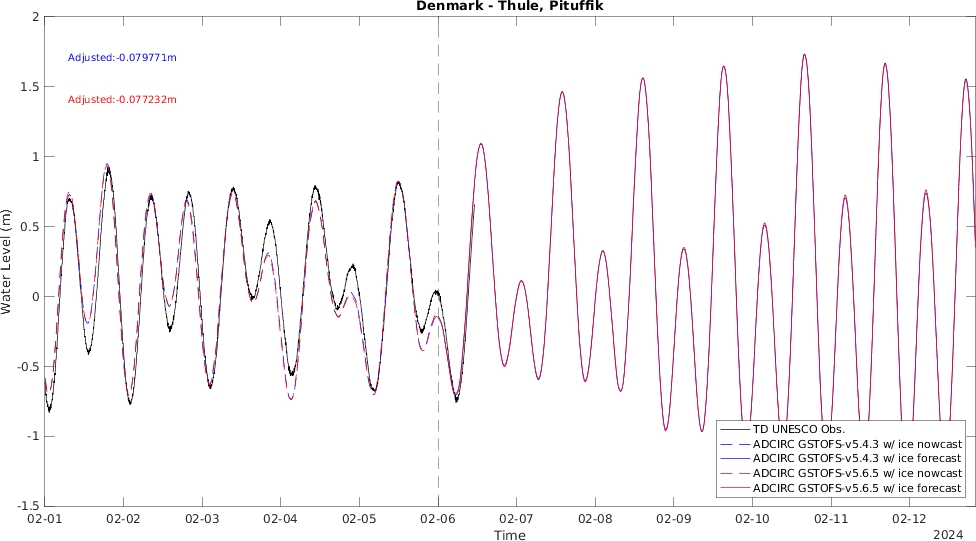 Denmark - Thule, Pituffik
Adjusted:-0.079771m
Adjusted:-0.077232m
Water Level (m)
2
1.5
1
0.5
0
-0.5
-1
-1.5
TD UNESCO Obs.
ADCIRC GSTOFS-v5.4.3 w/ ice nowcast
ADCIRC GSTOFS-v5.4.3 w/ ice forecast
ADCIRC GSTOFS-v5.6.5 w/ ice nowcast
ADCIRC GSTOFS-v5.6.5 w/ ice forecast
02-01 02-02 02-03 02-04 02-05 02-06 02-07 02-08 02-09 02-10 02-11 02-12
Time
2024